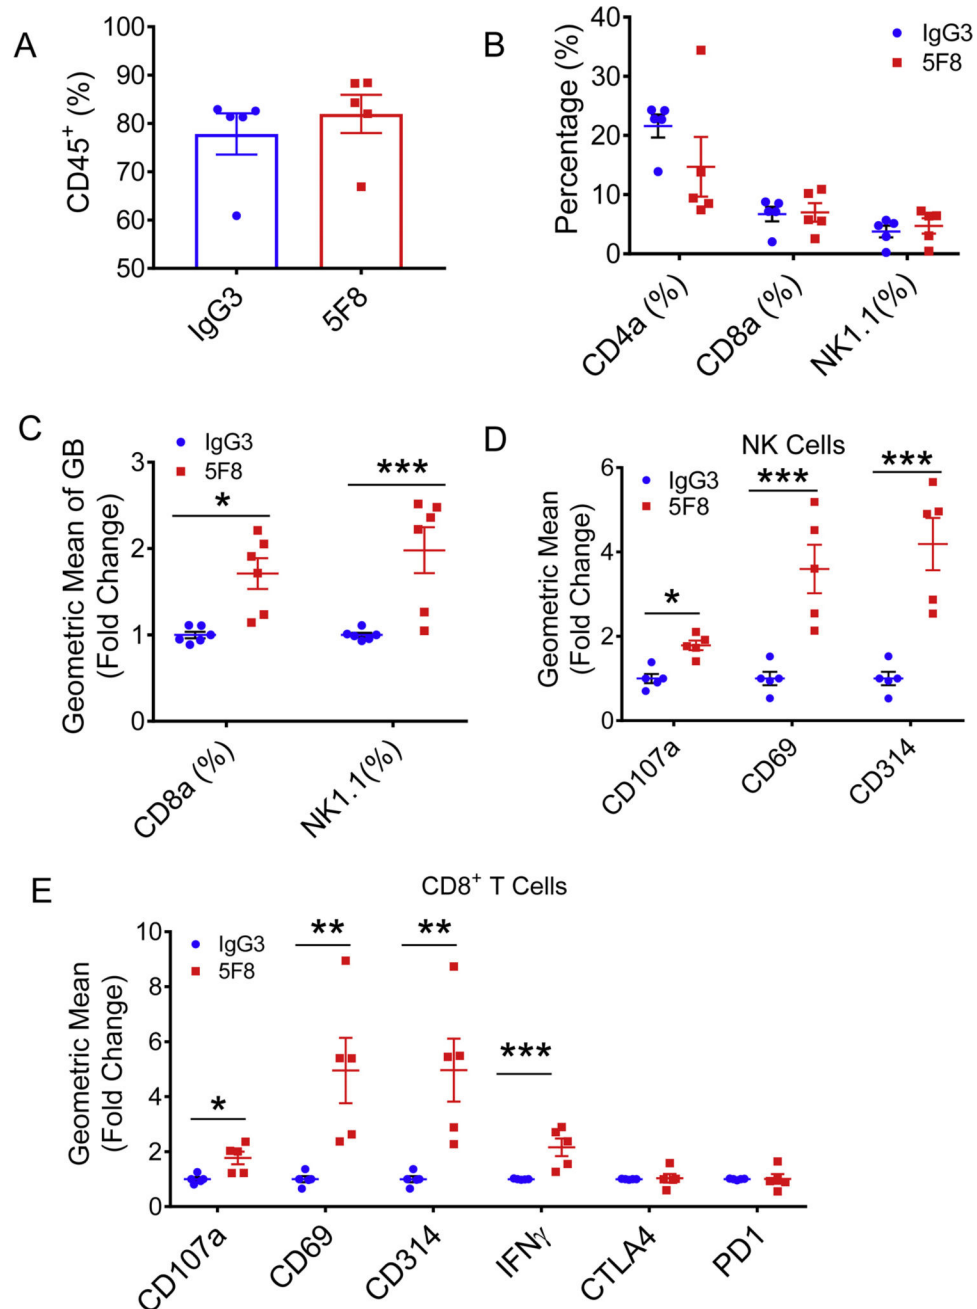 A
CD45+ (%)
100
90
80
70
60
50
IgG3
5F8
B
IgG3
5F8
Percentage (%)
40
30
20
10
0
CD4a (%)
CD8a (%)
NK1.1(%)
C
IgG3
5F8
Geometric Mean of GB
(Fold Change)
3
2
1
0
*
***
CD8a (%)
NK1.1(%)
D
NK Cells
IgG3
5F8
Geometric Mean
(Fold Change)
6
4
2
0
*
***
***
CD107a
CD69
CD314
E
CD8+ T Cells
IgG3
5F8
Geometric Mean
(Fold Change)
10
8
6
4
2
0
*
**
**
***
CD107a
CD69
CD314
IFNγ
CTLA4
PD1